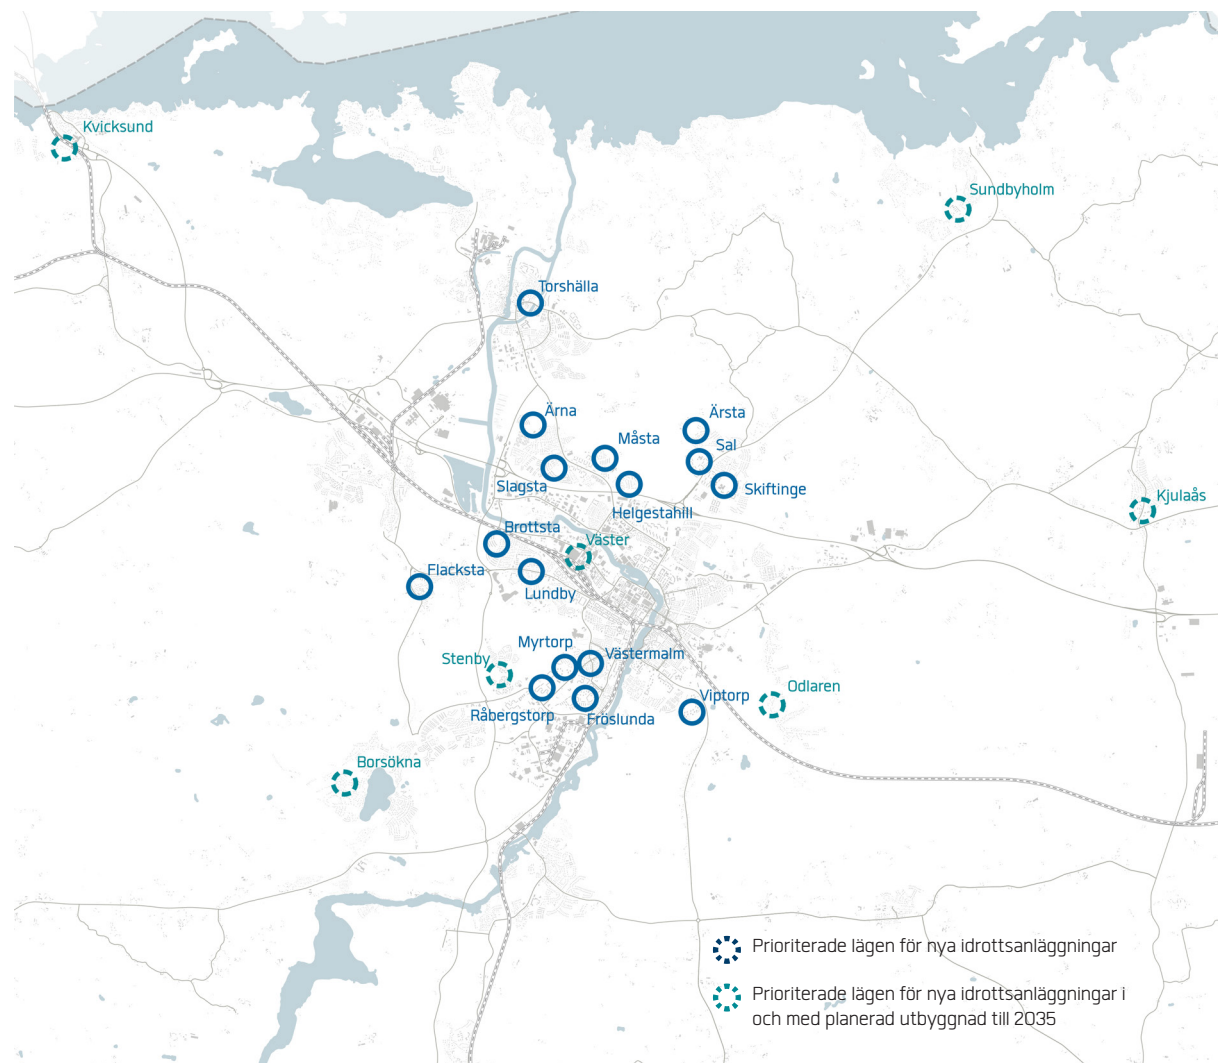 Kvicksund
Sundbyholm
Torshälla
Ärna
Ärsta
Måsta
Sal
Slagsta
Skiftinge
Kjulaås
Helgestahill
Brottsta
Väster
Flacksta
Lundby
Myrtorp
Västermalm
Stenby
Odlaren
Viptorp
Råbergstorp
Fröslunda
Borsökna
Prioriterade lägen för nya idrottsanläggningar
Prioriterade lägen för nya idrottsanläggningar i
och med planerad utbyggnad till 2035